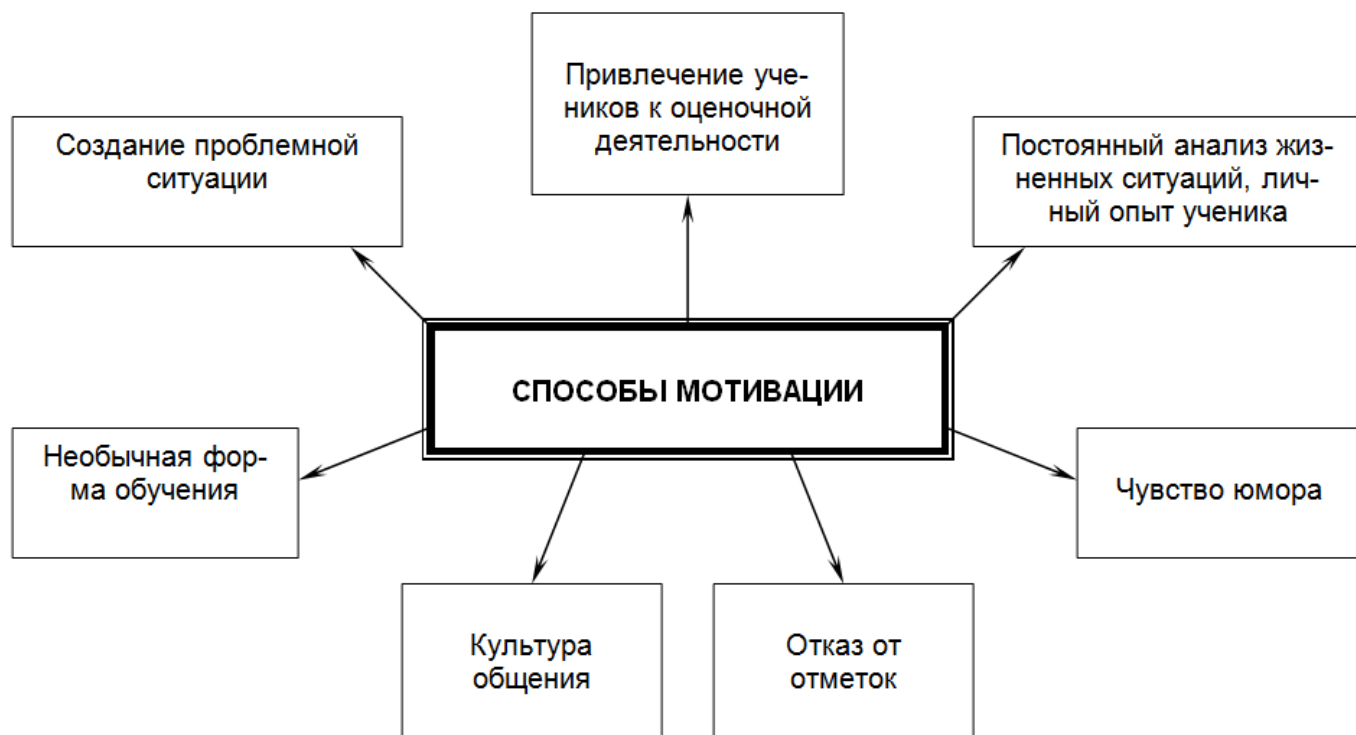 Привлечение уче-
ников к оценочной
деятельности
Создание проблемной
ситуации
Постоянный анализ жиз-
ненных ситуаций, лич-
ный опыт ученика
СПОСОБЫ МОТИВАЦИИ
Необычная фор-
ма обучения
Чувство юмора
Культура
общения
Отказ от
отметок